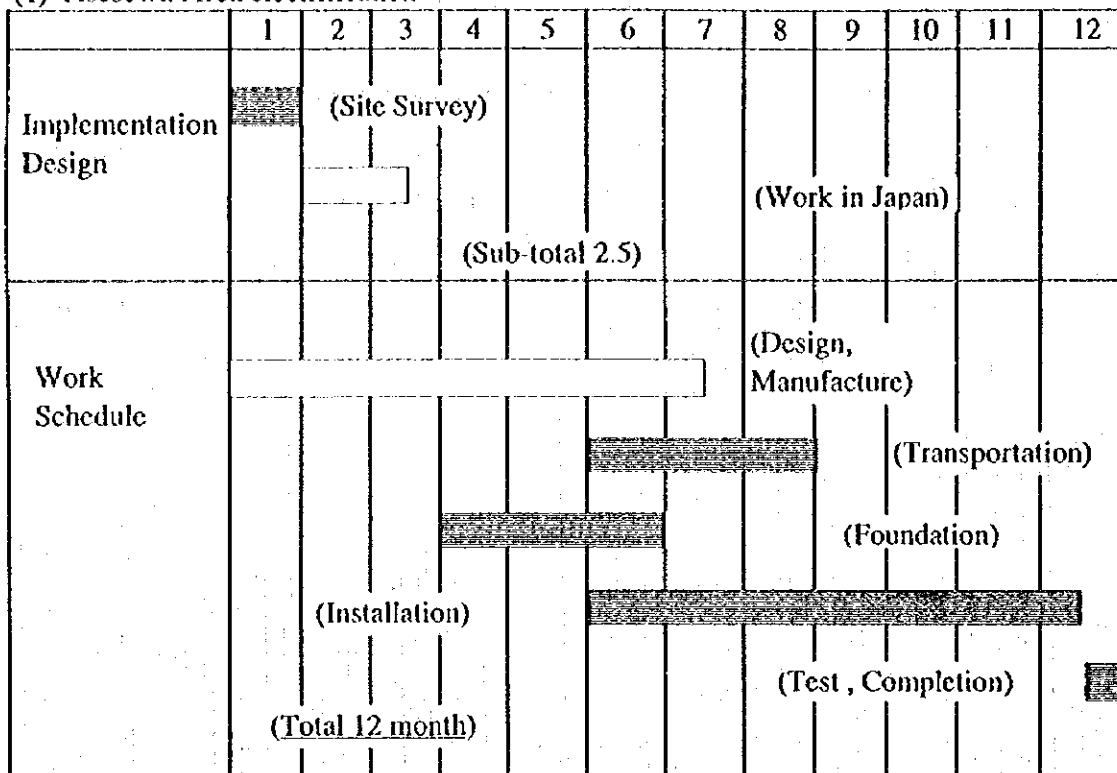 1 2 3 4 5 6 7 8 9 10 11 12
Implementation
Design
(Site Survey)
(Work in Japan)
(Sub-total 2.5)
Work
Schedule
(Design,
Manufacture)
(Transportation)
(Foundation)
(Installation)
(Test , Completion)
(Total 12 month)